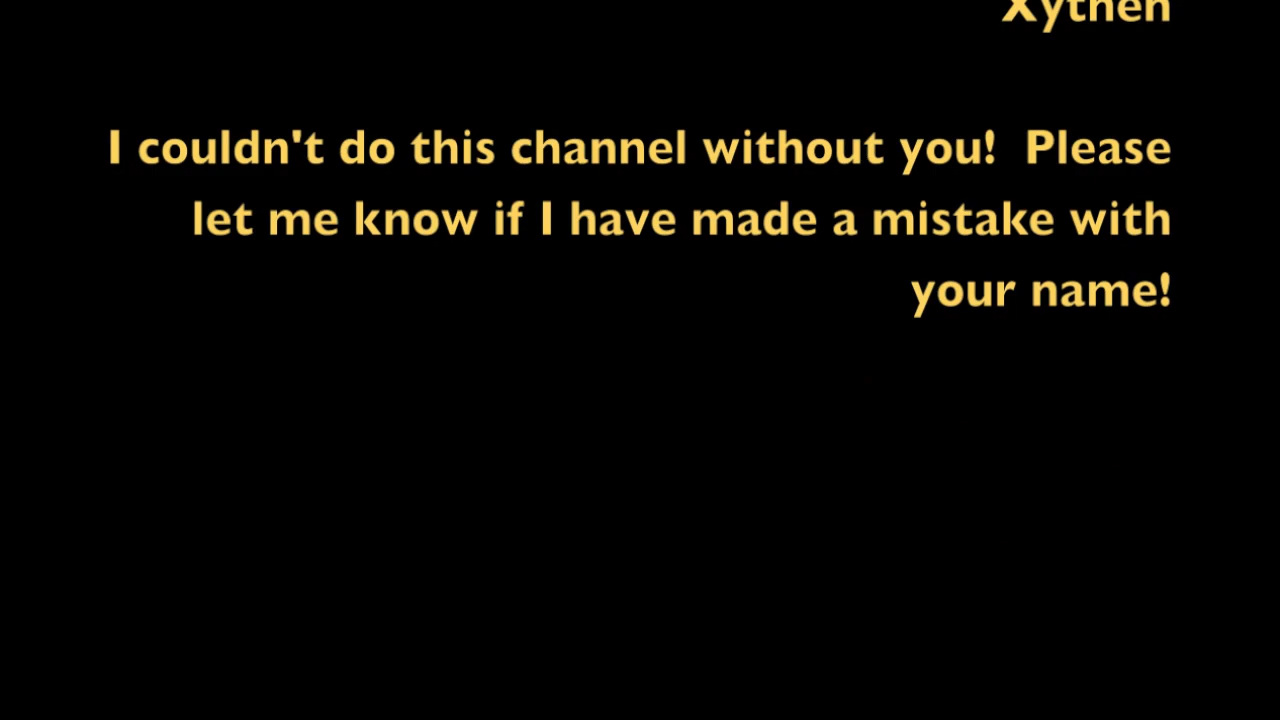 Xythen
I couldn't do this channel without you!  Please
let me know if I have made a mistake with
your name!